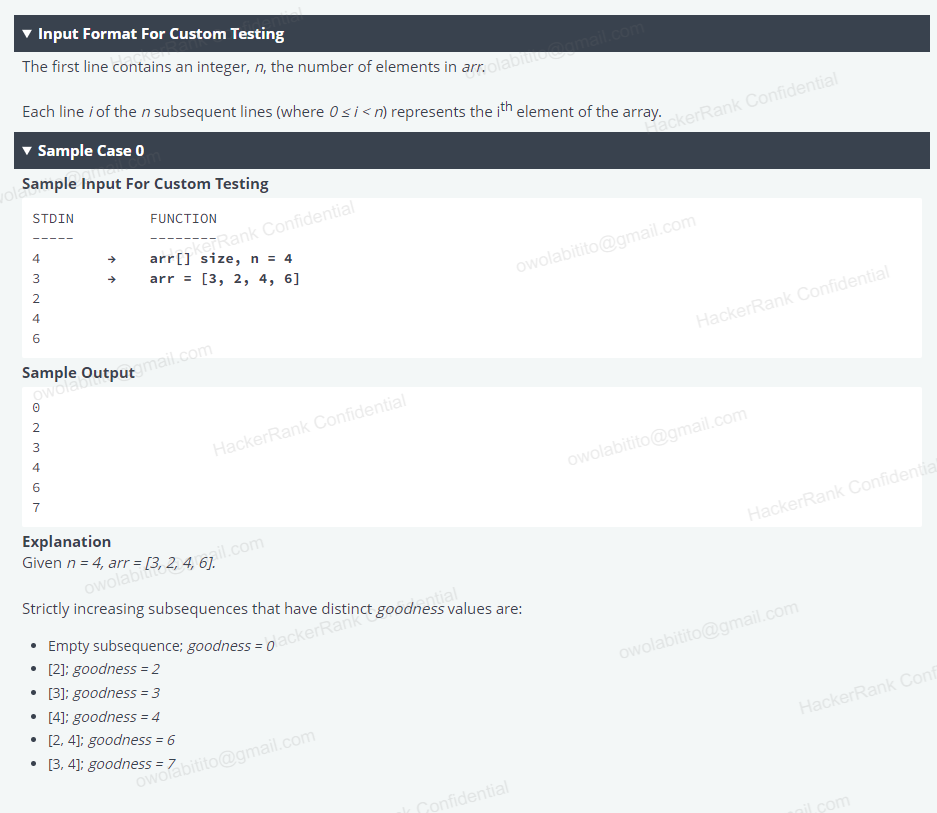 ▼ Input Format For Custom Testing
The first line contains an integer, n, the number of elements in arr.
Each line i of the n subsequent lines (where 0 ≤ i < n) represents the ith element of the array.
▼ Sample Case 0
Sample Input For Custom Testing
STDIN FUNCTION
----- --------
4 → arr[] size, n = 4
3 → arr = [3, 2, 4, 6]
2
4
6
Sample Output
0
2
3
4
6
7
Explanation
Given n = 4, arr = [3, 2, 4, 6].
Strictly increasing subsequences that have distinct goodness values are:
• Empty subsequence; goodness = 0
• [2]; goodness = 2
• [3]; goodness = 3
• [4]; goodness = 4
• [2, 4]; goodness = 6
• [3, 4]; goodness = 7
HackerRank Confidential
owolabitito@gmail.com
HackerRank Confidential
owolabitito@gmail.com
HackerRank Confidential
owolabitito@gmail.com
HackerRank Confidential
owolabitito@gmail.com
HackerRank Confidential
owolabitito@gmail.com
HackerRank Confidential
owolabitito@gmail.com
HackerRank Confidential
owolabitito@gmail.com
HackerRank Conf
owolabitito@gmail.com
k Confidential
ail.com